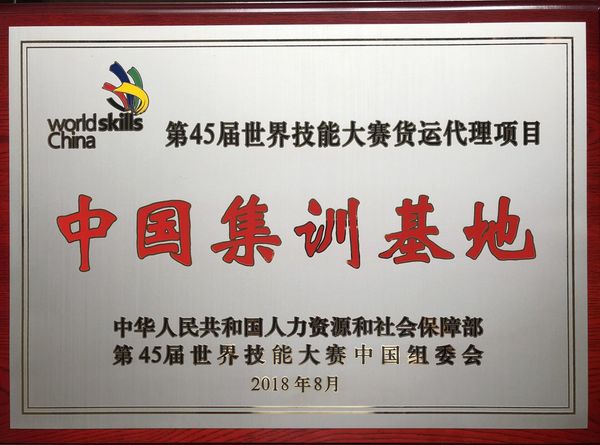 worldskills
China
第45届世界技能大赛货运代理项目
中国集训基地
中华人民共和国人力资源和社会保障部
第45届世界技能大赛中国组委会
2018年8月